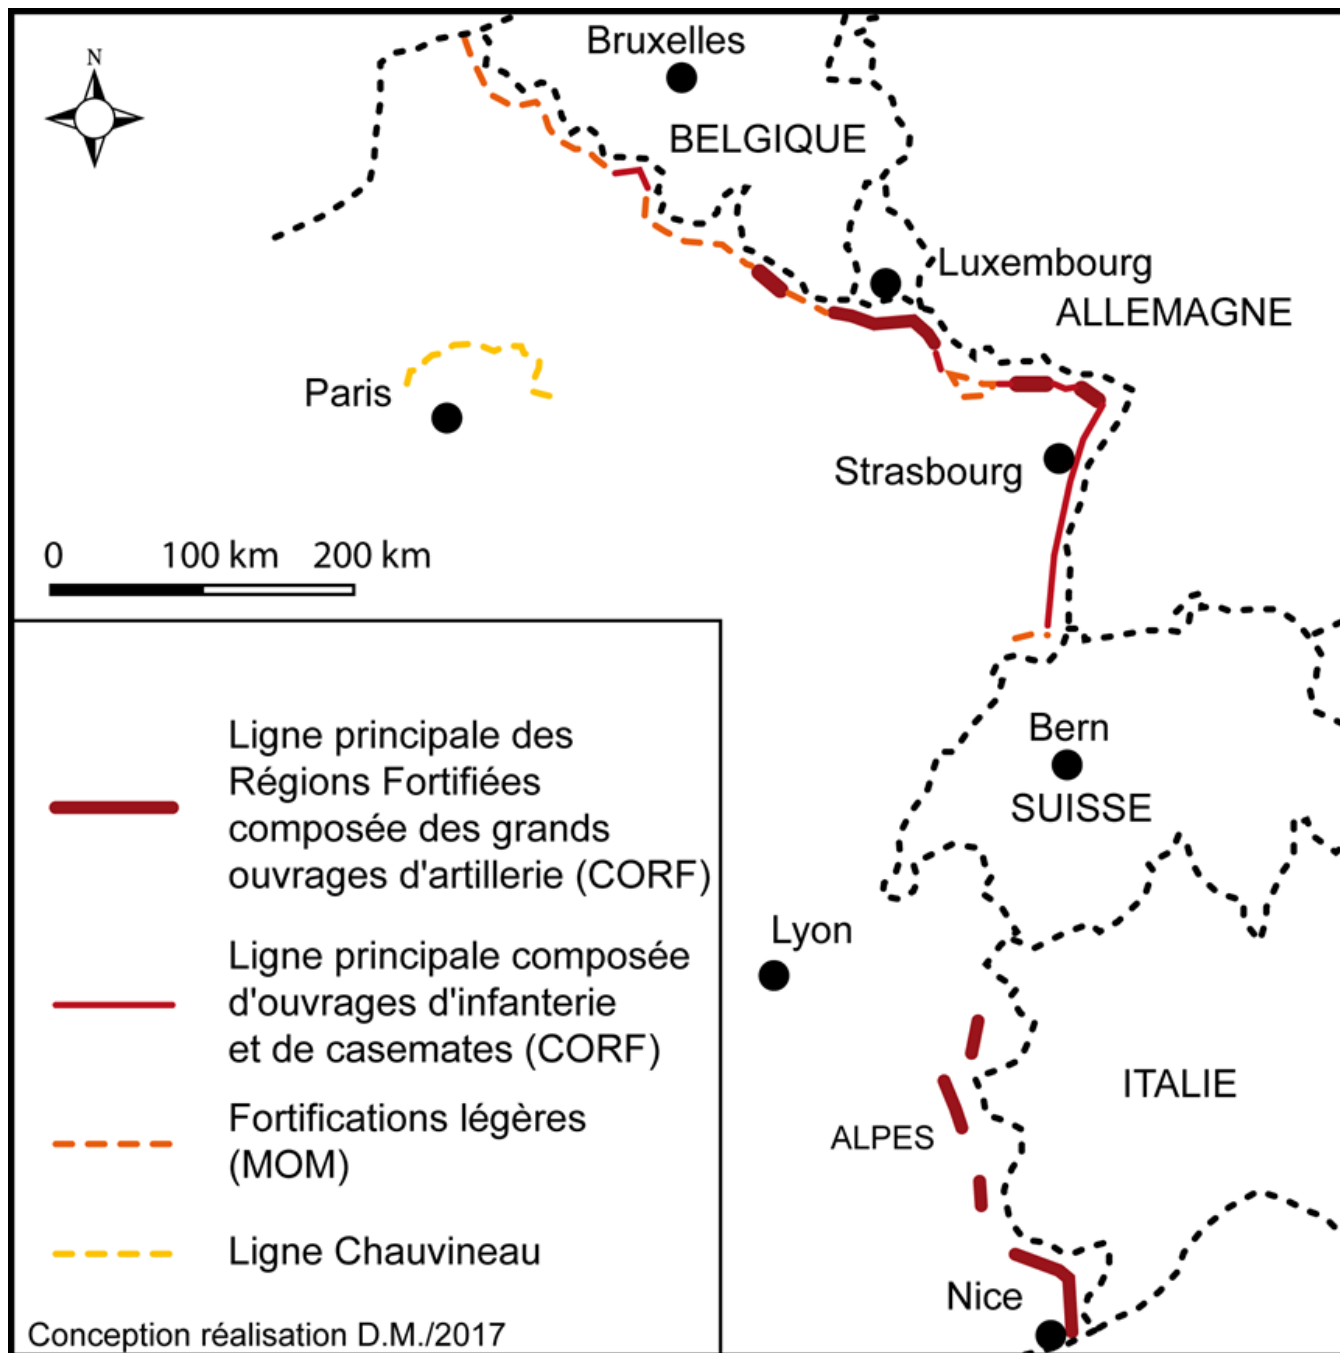 N
Bruxelles
BELGIQUE
Luxembourg
ALLEMAGNE
Paris
Strasbourg
0 100 km 200 km
Bern
SUISSE
Lyon
ITALIE
ALPES
Nice
Ligne principale des
Régions Fortifiées
composée des grands
ouvrages d'artillerie (CORF)
Ligne principale composée
d'ouvrages d'infanterie
et de casemates (CORF)
Fortifications légères
(MOM)
Ligne Chauvineau
Conception réalisation D.M./2017